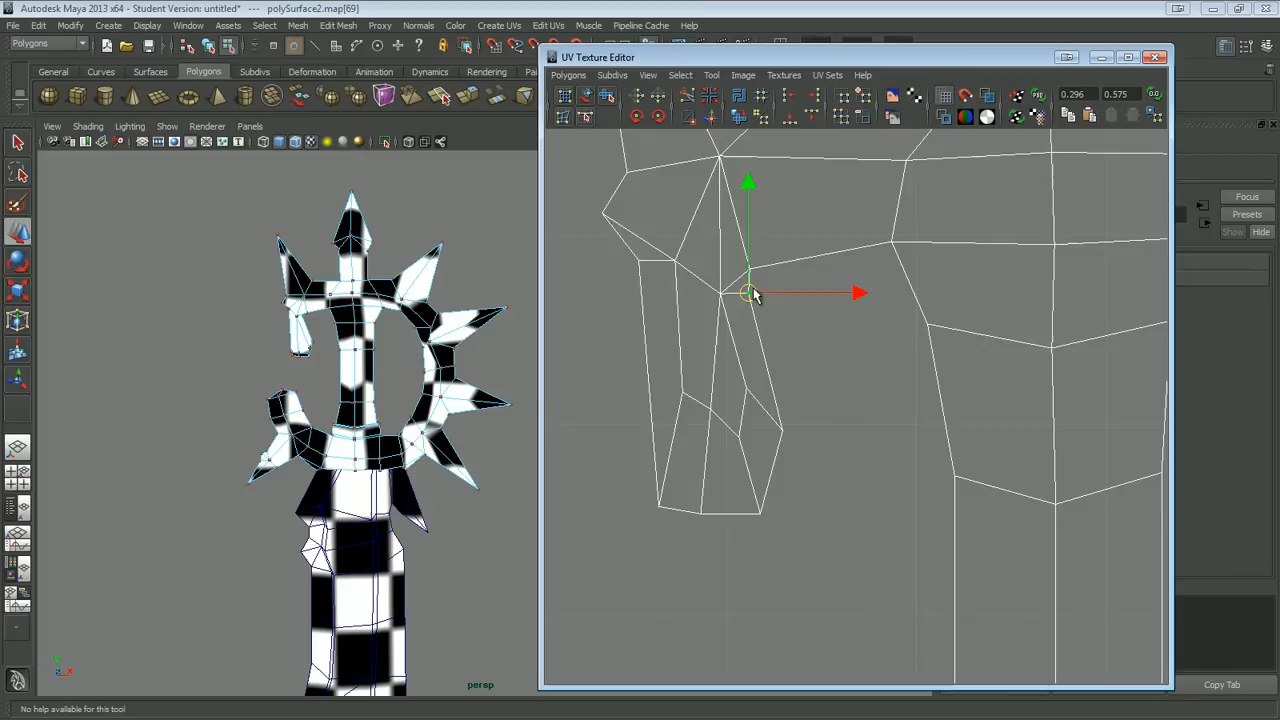 Autodesk Maya 2013 x64 - Student Version: untitled* --- polySurface2.map[69]
File Edit Modify Create Display Window Assets Select Mesh Edit Mesh Proxy Normals Color Create UVs Edit UVs Muscle Pipeline Cache Help
Polygons
UV Texture Editor
General Curves Surfaces Polygons Subdivs Deformation Animation Dynamics Rendering
Polygons Subdivs View Select Tool Image Textures UV Sets Help
0.296 0.575
View Shading Lighting Show Renderer Panels
Focus
Presets
Show Hide
persp
Copy Tab
No help available for this tool